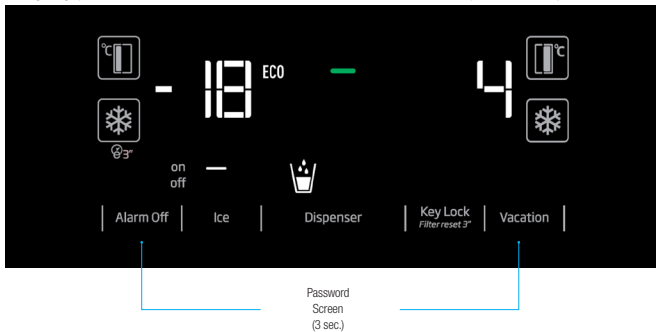 °C
-18 ECO
4
°C
3"
on
off
Alarm Off
Ice
Dispenser
Key Lock
Filter reset 3"
Vacation
Password
Screen
(3 sec.)